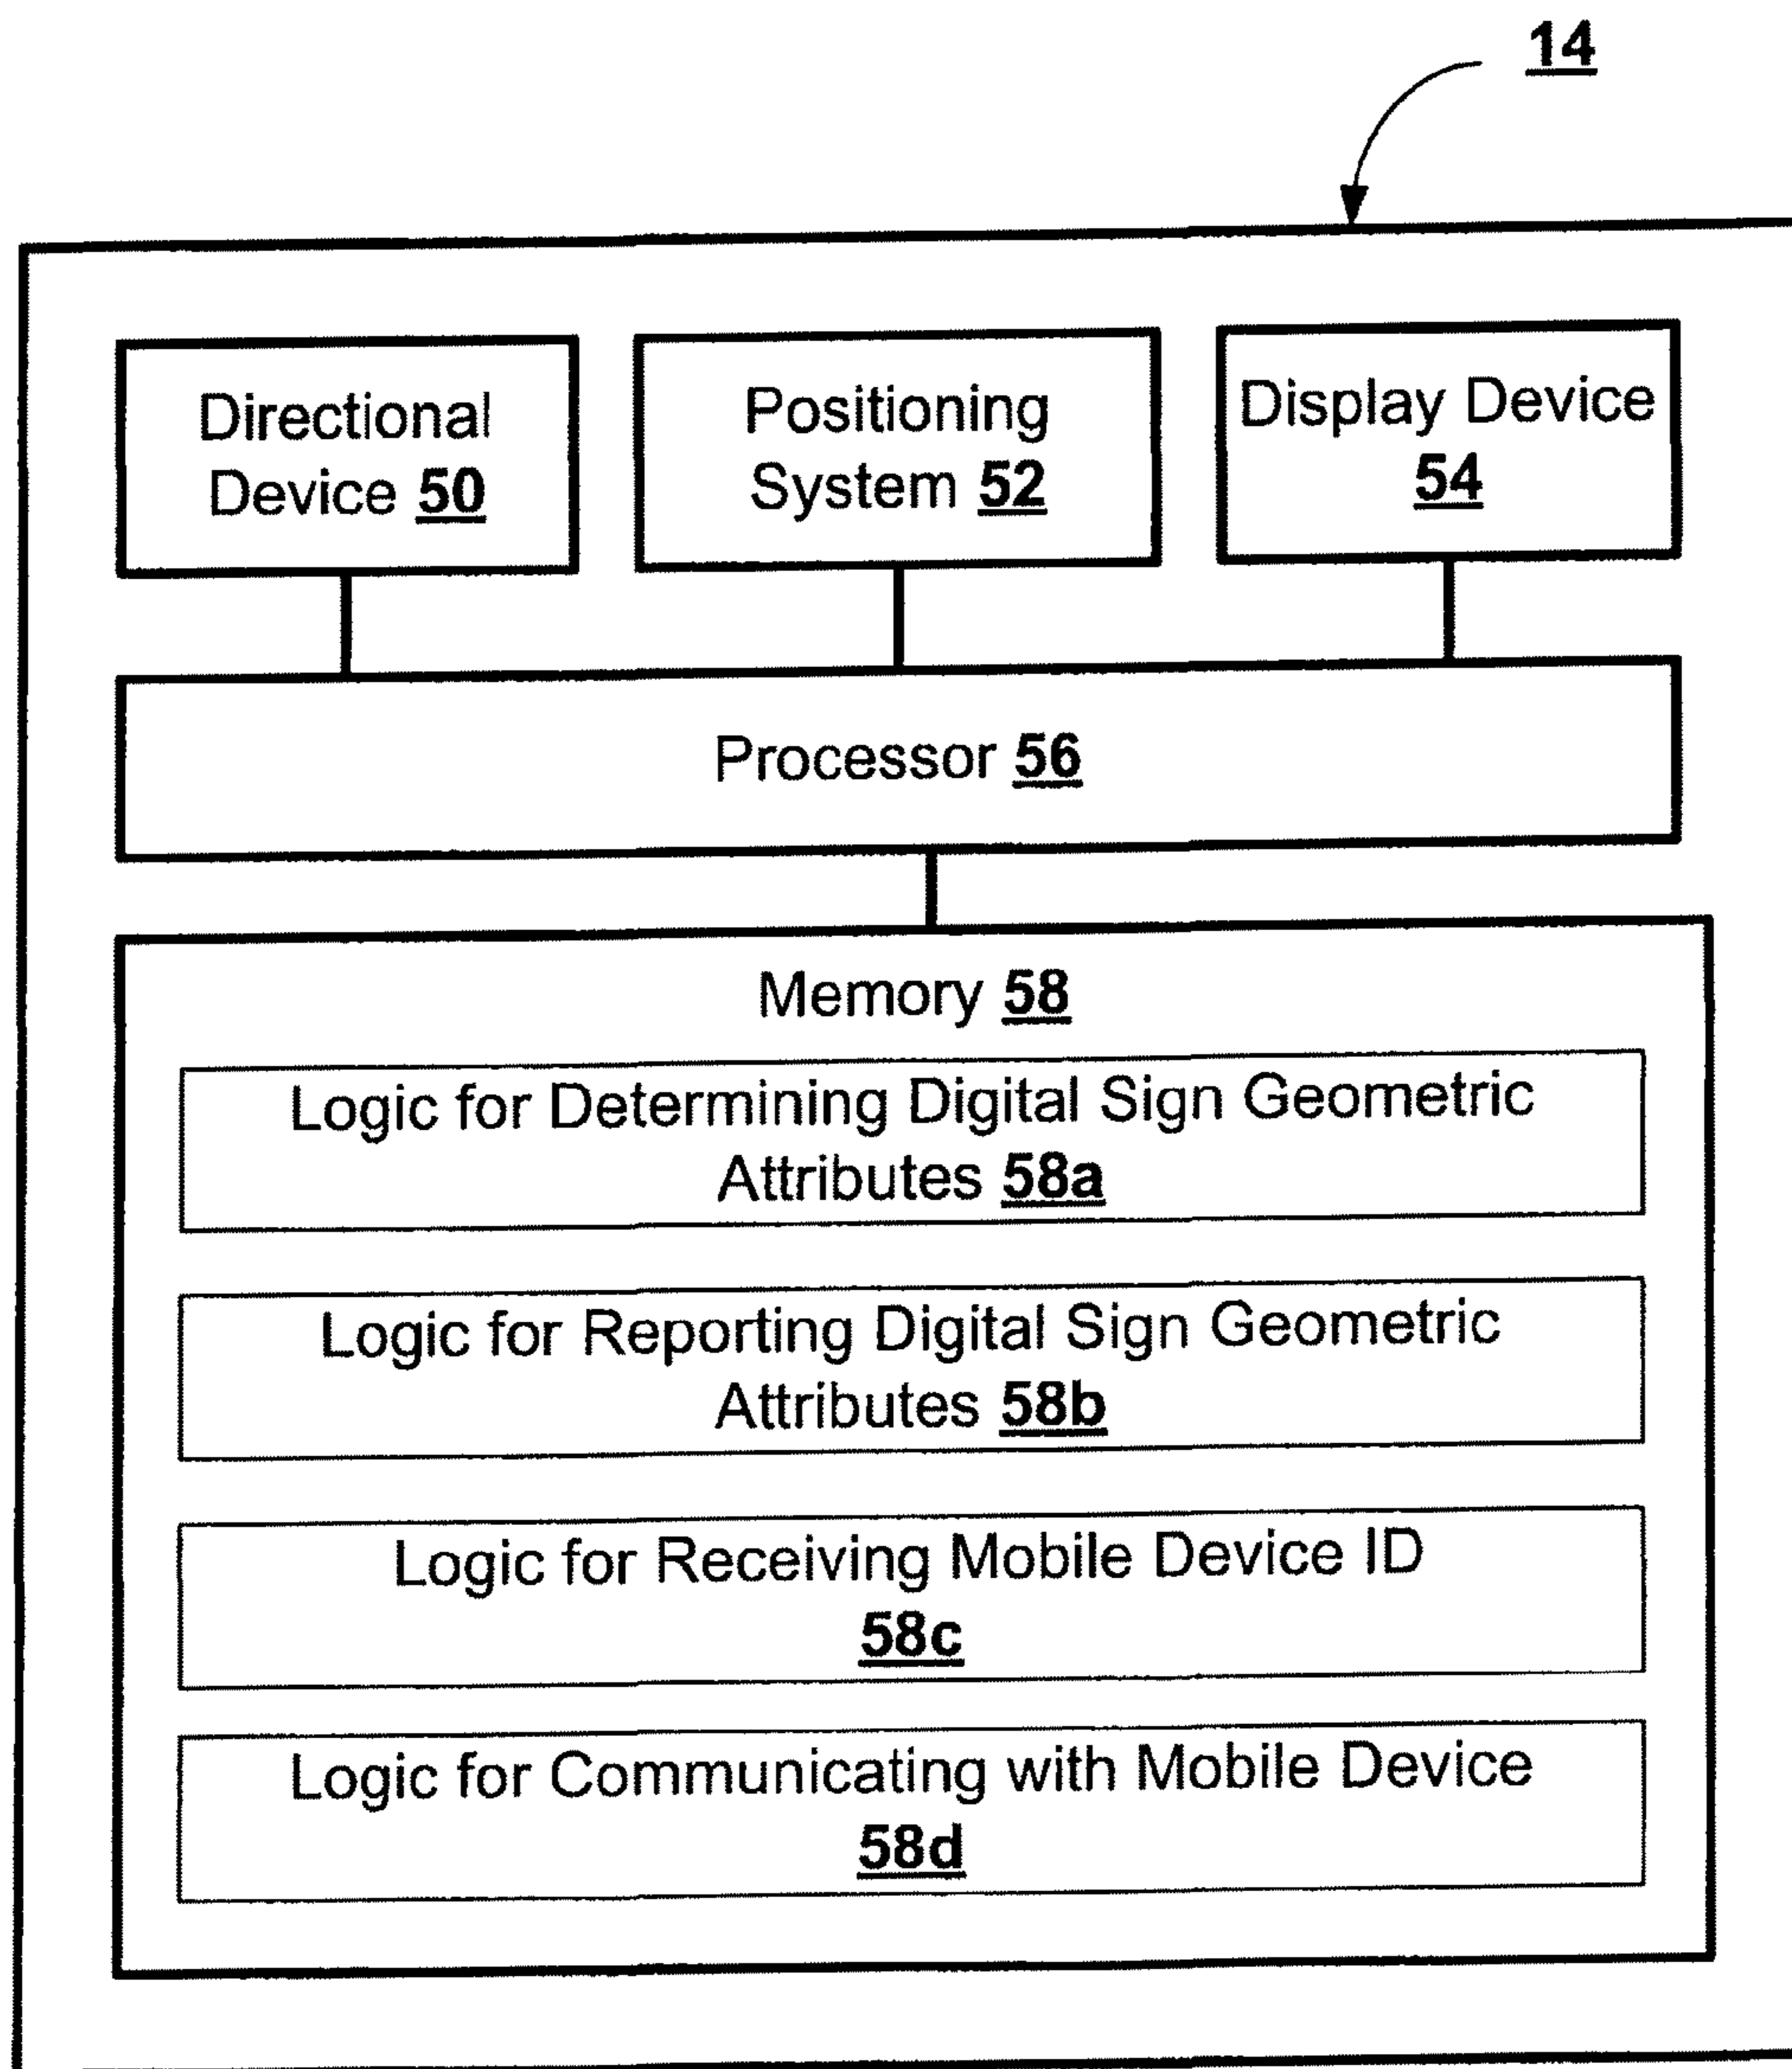 14
Directional
Device 50
Positioning
System 52
Display Device
54
Processor 56
Memory 58
Logic for Determining Digital Sign Geometric
Attributes 58a
Logic for Reporting Digital Sign Geometric
Attributes 58b
Logic for Receiving Mobile Device ID
58c
Logic for Communicating with Mobile Device
58d